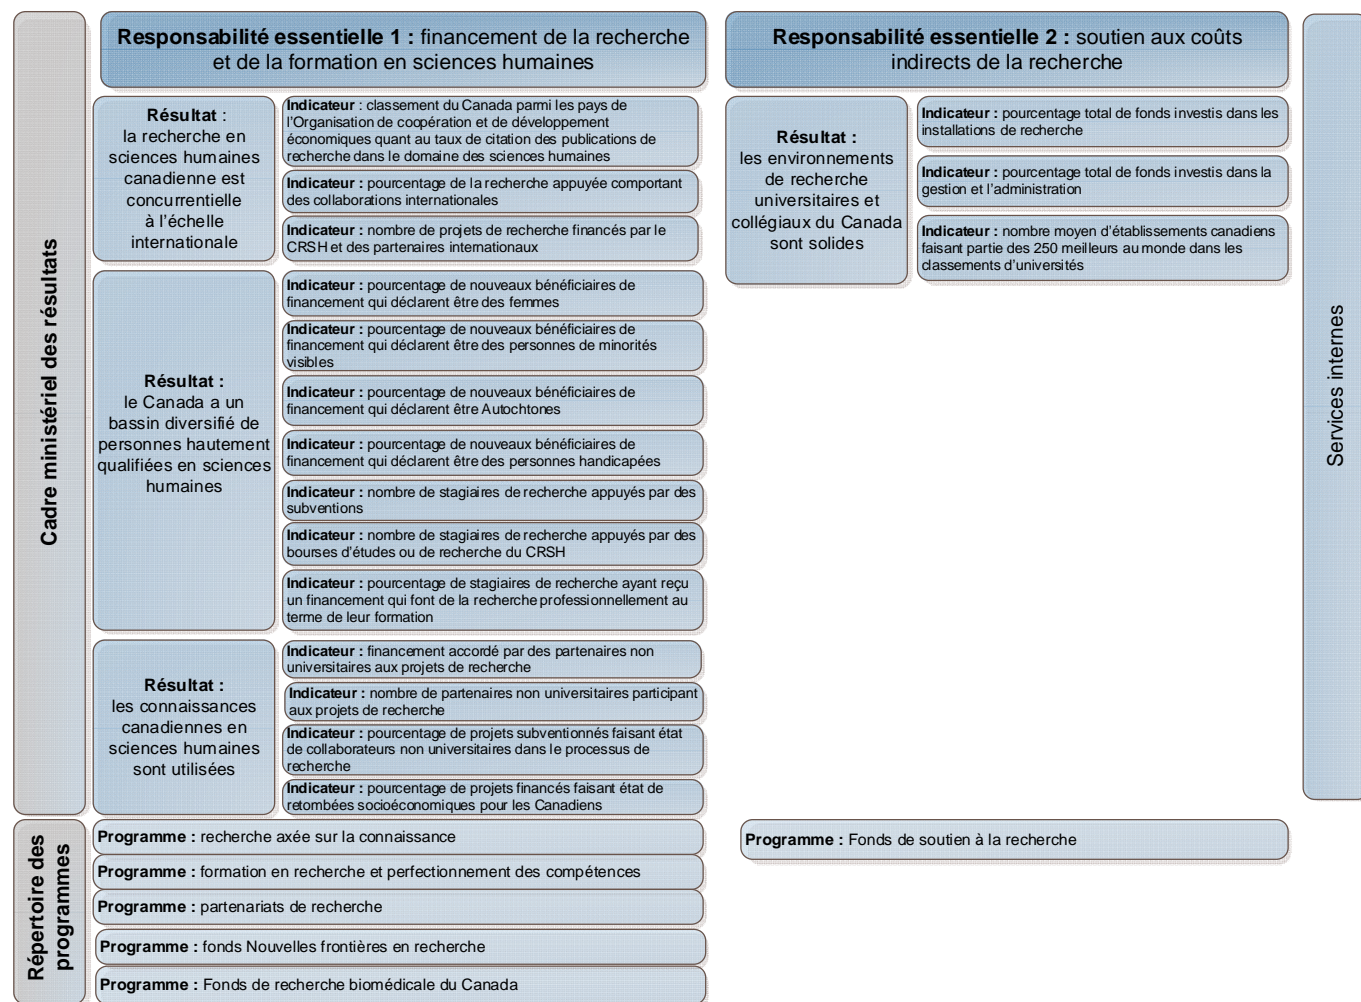 Cadre ministériel des résultats
Responsabilité essentielle 1 : financement de la recherche
et de la formation en sciences humaines
Résultat :
la recherche en
sciences humaines
canadienne est
concurrentielle
à l'échelle
internationale
Indicateur : classement du Canada parmi les pays de
l'Organisation de coopération et de développement
économiques quant au taux de citation des publications de
recherche dans le domaine des sciences humaines
Indicateur : pourcentage de la recherche appuyée comportant
des collaborations internationales
Indicateur : nombre de projets de recherche financés par le
CRSH et des partenaires internationaux
Résultat :
le Canada a un
bassin diversifié de
personnes hautement
qualifiées en sciences
humaines
Indicateur : pourcentage de nouveaux bénéficiaires de
financement qui déclarent être des femmes
Indicateur : pourcentage de nouveaux bénéficiaires de
financement qui déclarent être des personnes de minorités
visibles
Indicateur : pourcentage de nouveaux bénéficiaires de
financement qui déclarent être Autochtones
Indicateur : pourcentage de nouveaux bénéficiaires de
financement qui déclarent être des personnes handicapées
Indicateur : nombre de stagiaires de recherche appuyés par des
subventions
Indicateur : nombre de stagiaires de recherche appuyés par des
bourses d'études ou de recherche du CRSH
Indicateur : pourcentage de stagiaires de recherche ayant reçu
un financement qui font de la recherche professionnellement au
terme de leur formation
Résultat :
les connaissances
canadiennes en
sciences humaines
sont utilisées
Indicateur : financement accordé par des partenaires non
universitaires aux projets de recherche
Indicateur : nombre de partenaires non universitaires participant
aux projets de recherche
Indicateur : pourcentage de projets subventionnés faisant état
de collaborateurs non universitaires dans le processus de
recherche
Indicateur : pourcentage de projets financés faisant état de
retombées socioéconomiques pour les Canadiens
Responsabilité essentielle 2 : soutien aux coûts
indirects de la recherche
Résultat :
les environnements
de recherche
universitaires et
collégiaux du Canada
sont solides
Indicateur : pourcentage total de fonds investis dans les
installations de recherche
Indicateur : pourcentage total de fonds investis dans la
gestion et l'administration
Indicateur : nombre moyen d'établissements canadiens
faisant partie des 250 meilleurs au monde dans les
classements d'universités
Services internes
Répertoire des
programmes
Programme : recherche axée sur la connaissance
Programme : formation en recherche et perfectionnement des compétences
Programme : partenariats de recherche
Programme : fonds Nouvelles frontières en recherche
Programme : Fonds de recherche biomédicale du Canada
Programme : Fonds de soutien à la recherche